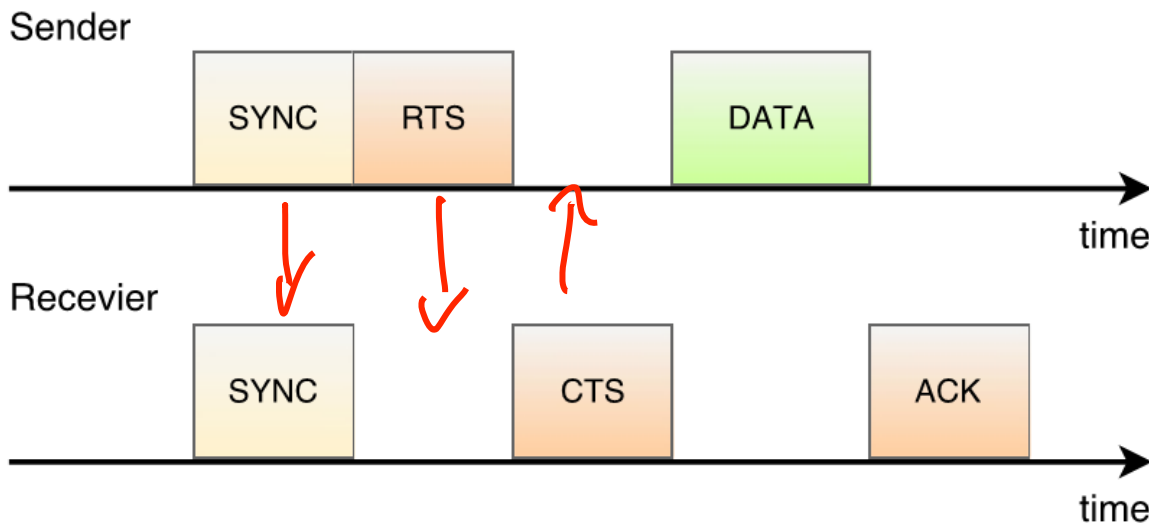 Sender
SYNC RTS DATA
time
Recevier
SYNC CTS ACK
time